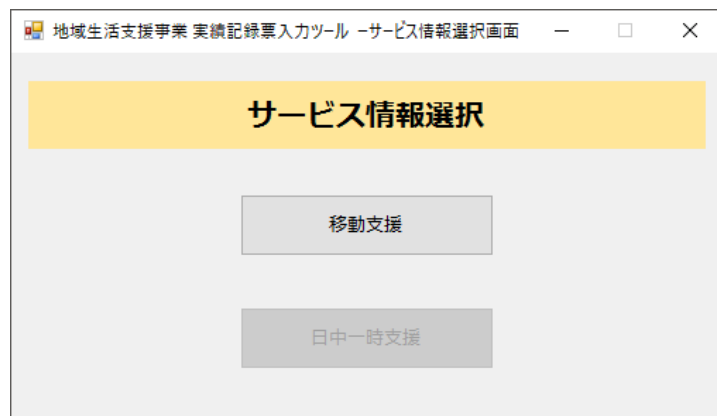 地域生活支援事業 実績記録票入力ツール －サービス情報選択画面
サービス情報選択
移動支援
日中一時支援